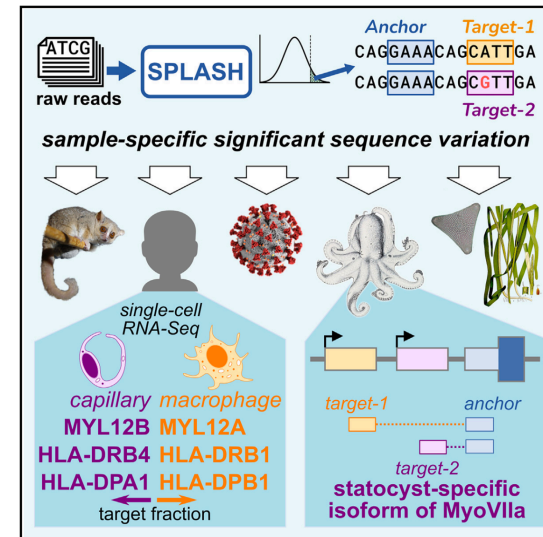 ATCG
raw reads
SPLASH
Anchor Target-1
CAGGAAACAGCATTGA
CAGGAAACAGCGTTGA
Target-2
sample-specific significant sequence variation
single-cell
RNA-Seq
capillary macrophage
MYL12B MYL12A
HLA-DRB4 HLA-DRB1
HLA-DPA1 HLA-DPB1
target fraction
target-1 anchor
target-2
statocyst-specific
isoform of MyoVIIa